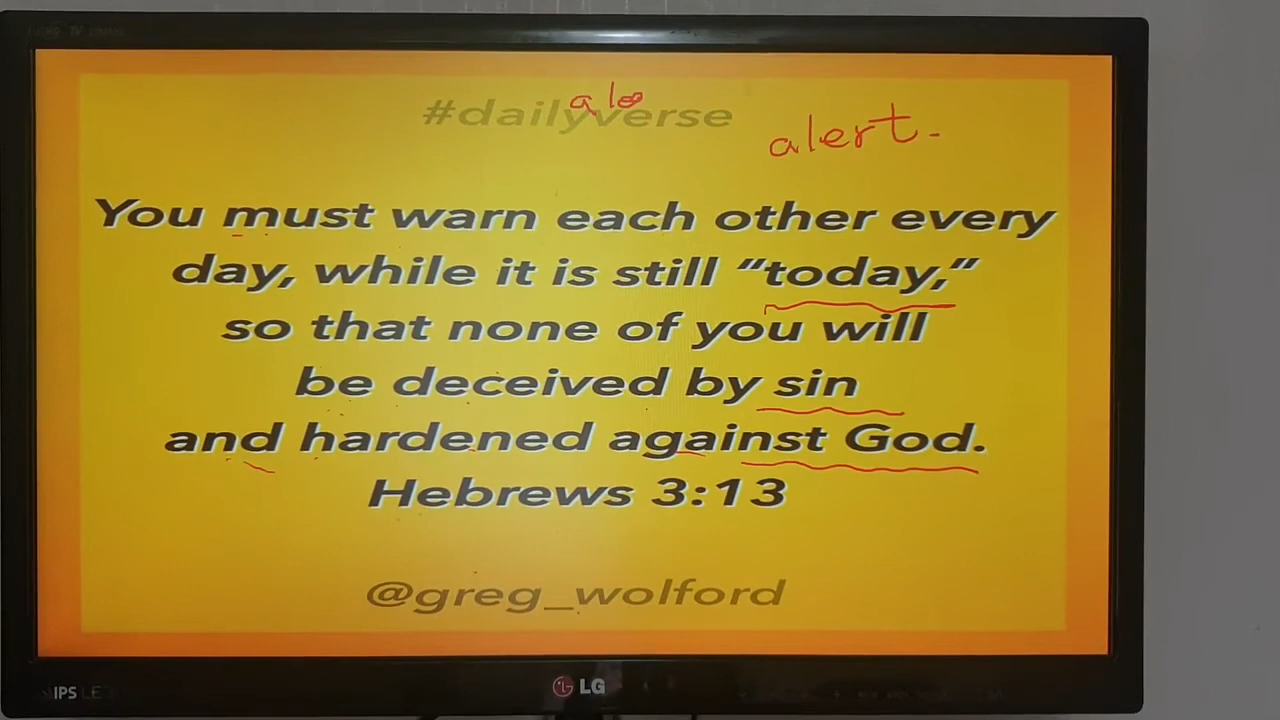 #dailyverse
alert.
You must warn each other every
day, while it is still “today,”
so that none of you will
be deceived by sin
and hardened against God.
Hebrews 3:13
@greg_wolford
IPS LED
LG